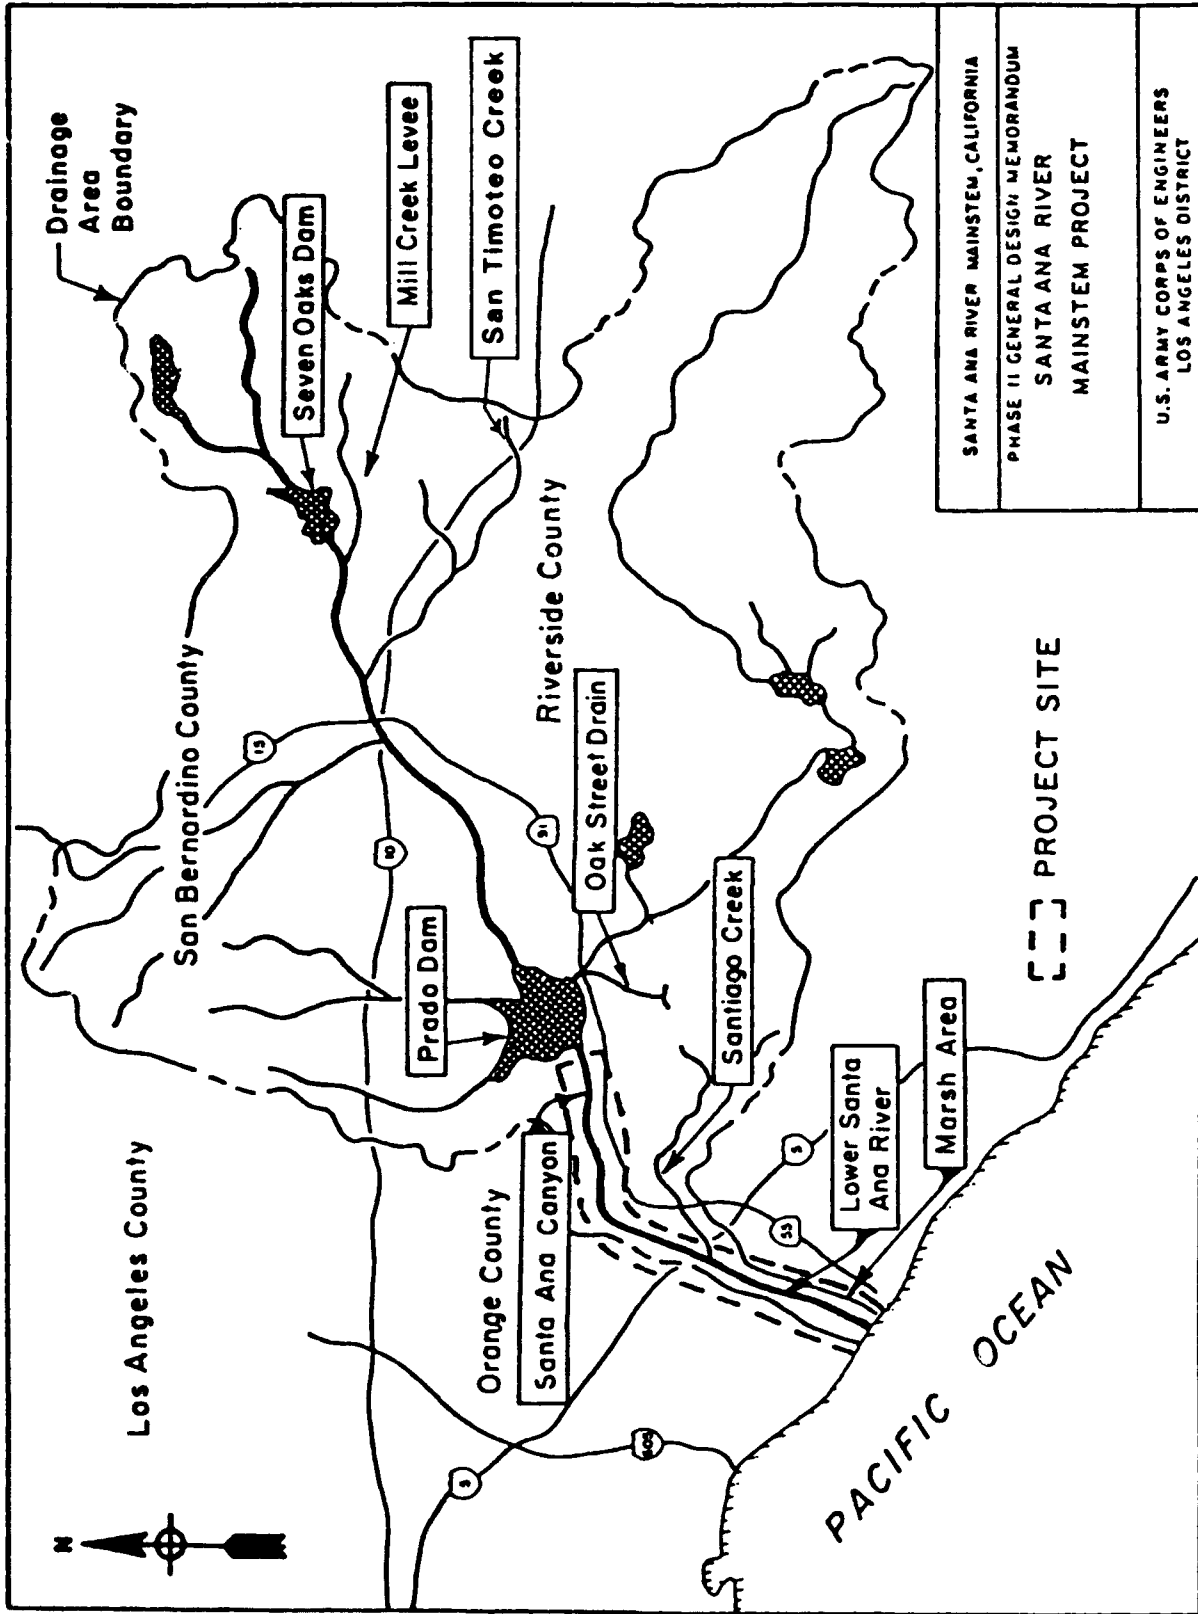 N
Los Angeles County
San Bernardino County
Drainage
Area
Boundary
Seven Oaks Dam
Mill Creek Levee
San Timoteo Creek
15
10
Prado Dam
91
Riverside County
Oak Street Drain
Orange County
Santa Ana Canyon
Santiago Creek
5
605
55
5
Lower Santa
Ana River
Marsh Area
PACIFIC OCEAN
PROJECT SITE
SANTA ANA RIVER MAINSTEM, CALIFORNIA
PHASE II GENERAL DESIGN MEMORANDUM
SANTA ANA RIVER
MAINSTEM PROJECT
U.S. ARMY CORPS OF ENGINEERS
LOS ANGELES DISTRICT